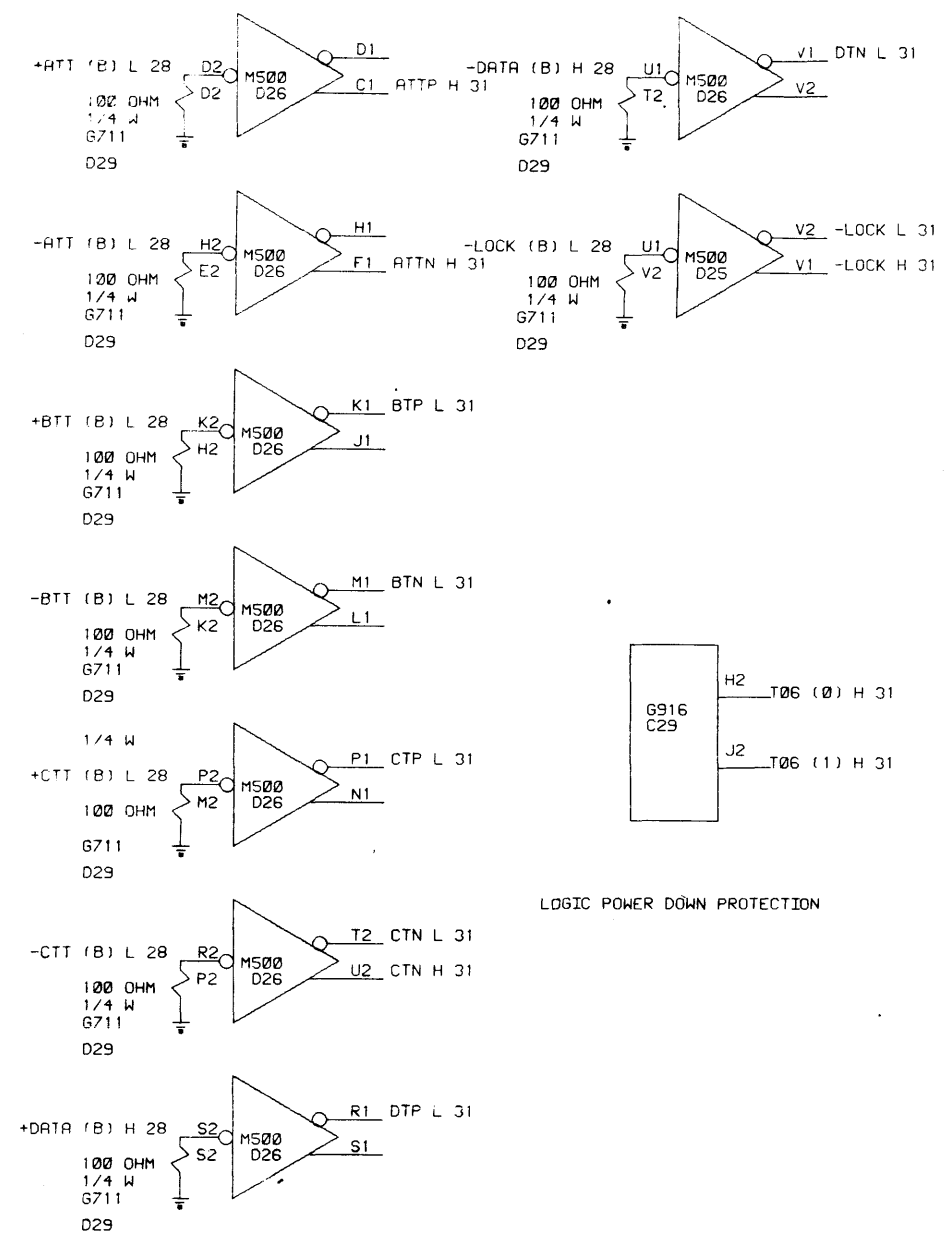 +ATT (B) L 28
D2
D2
M500
D26
D1
C1 ATTP H 31
100 OHM
1/4 W
G711
D29
-ATT (B) L 28
H2
E2
M500
D26
H1
F1 ATTN H 31
100 OHM
1/4 W
G711
D29
+BTT (B) L 28
K2
H2
M500
D26
K1 BTP L 31
J1
100 OHM
1/4 W
G711
D29
-BTT (B) L 28
M2
K2
M500
D26
M1 BTN L 31
L1
100 OHM
1/4 W
G711
D29
1/4 W
+CTT (B) L 28
P2
M2
M500
D26
P1 CTP L 31
N1
100 OHM
G711
D29
-CTT (B) L 28
R2
P2
M500
D26
T2 CTN L 31
U2 CTN H 31
100 OHM
1/4 W
G711
D29
+DATA (B) H 28
S2
S2
M500
D26
R1 DTP L 31
S1
100 OHM
1/4 W
G711
D29
-DATA (B) H 28
U1
T2
M500
D26
V1 DTN L 31
V2
100 OHM
1/4 W
G711
D29
-LOCK (B) L 28
U1
V2
M500
D25
V2 -LOCK L 31
V1 -LOCK H 31
100 OHM
1/4 W
G711
D29
G916
C29
H2
T06 (0) H 31
J2
T06 (1) H 31
LOGIC POWER DOWN PROTECTION